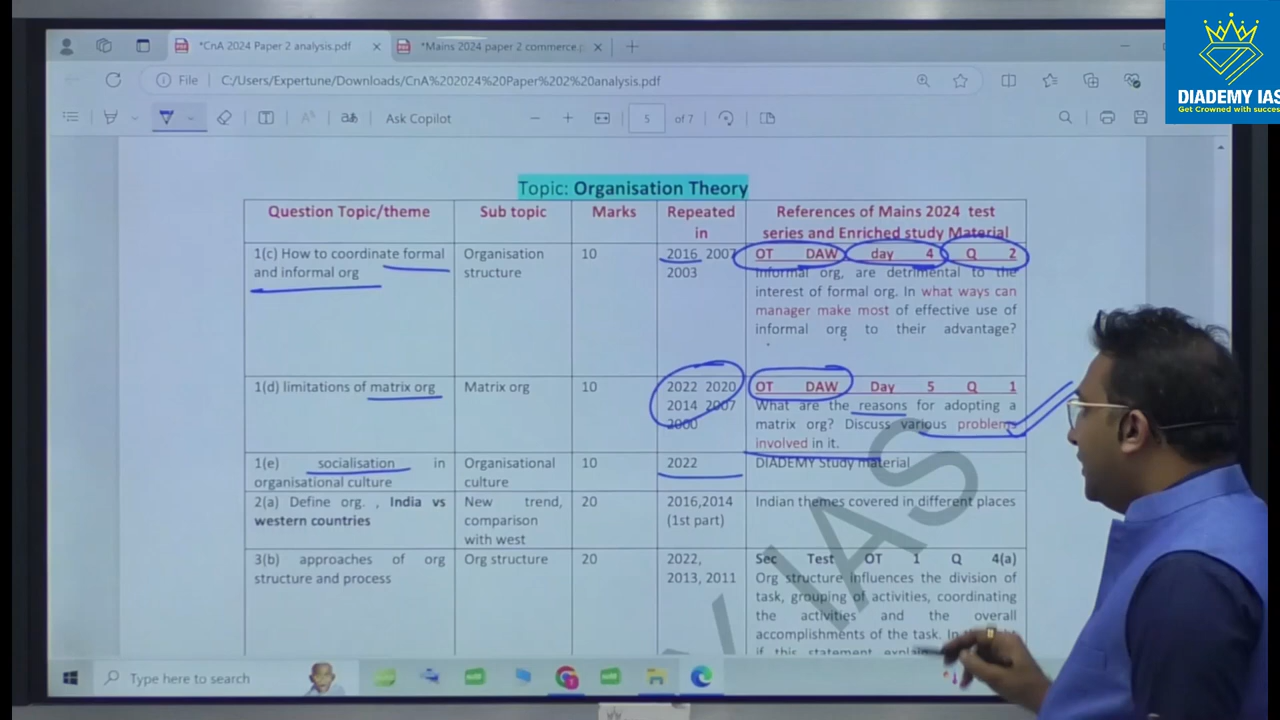 *CnA 2024 Paper 2 analysis.pdf
*Mains 2024 paper 2 commerce
File
C:/Users/Expertune/Downloads/CnA%202024%20Paper%202%20analysis.pdf
Ask Copilot
5 of 7
DIADEMY IAS
Get Crowned with success
Topic: Organisation Theory
Question Topic/theme
Sub topic
Marks
Repeated
in
References of Mains 2024 test
series and Enriched study Material
1(c) How to coordinate formal
and informal org
Organisation
structure
10
2016 2007
2003
OT DAW day 4 Q 2
Informal org, are detrimental to the
interest of formal org. In what ways can
manager make most of effective use of
informal org to their advantage?
1(d) limitations of matrix org
Matrix org
10
2022 2020
2014 2007
2000
OT DAW Day 5 Q 1
What are the reasons for adopting a
matrix org? Discuss various problems
involved in it.
1(e) socialisation in
organisational culture
Organisational
culture
10
2022
DIADEMY Study material
2(a) Define org. , India vs
western countries
New trend,
comparison
with west
20
2016,2014
(1st part)
Indian themes covered in different places
3(b) approaches of org
structure and process
Org structure
20
2022,
2013, 2011
Sec Test OT 1 Q 4(a)
Org structure influences the division of
task, grouping of activities, coordinating
the activities and the overall
accomplishments of the task. In
if this statement
IAS
Type here to search